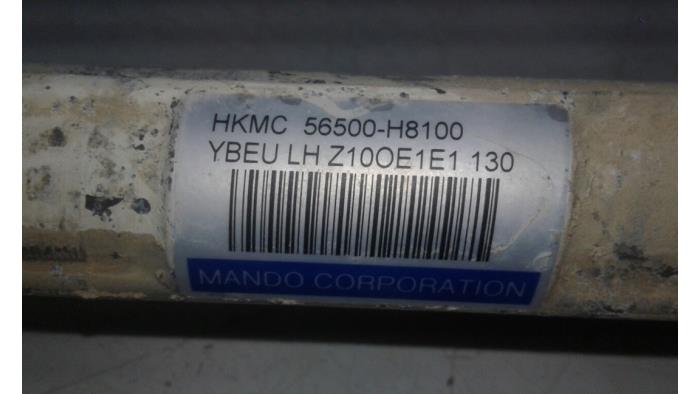 HKMC 56500-H8100
YBEU LH Z10OE1E1 130
MANDO CORPORATION